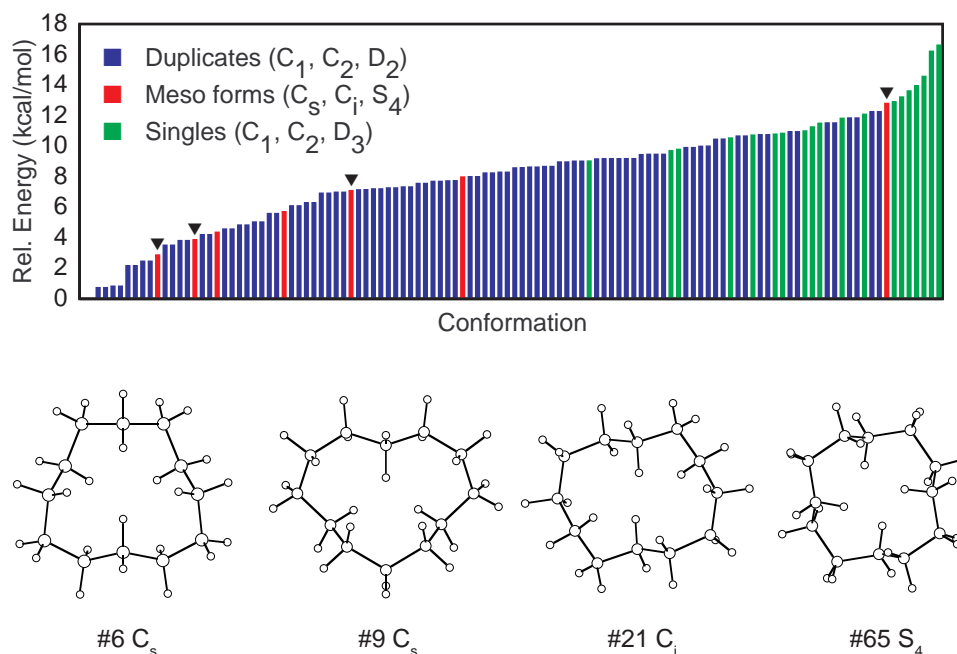 18
16
14
12
10
8
6
4
2
0
Rel. Energy (kcal/mol)
Duplicates (C1, C2, D2)
Meso forms (Cs, Ci, S4)
Singles (C1, C2, D3)
Conformation
#6 Cs
#9 Cs
#21 Ci
#65 S4